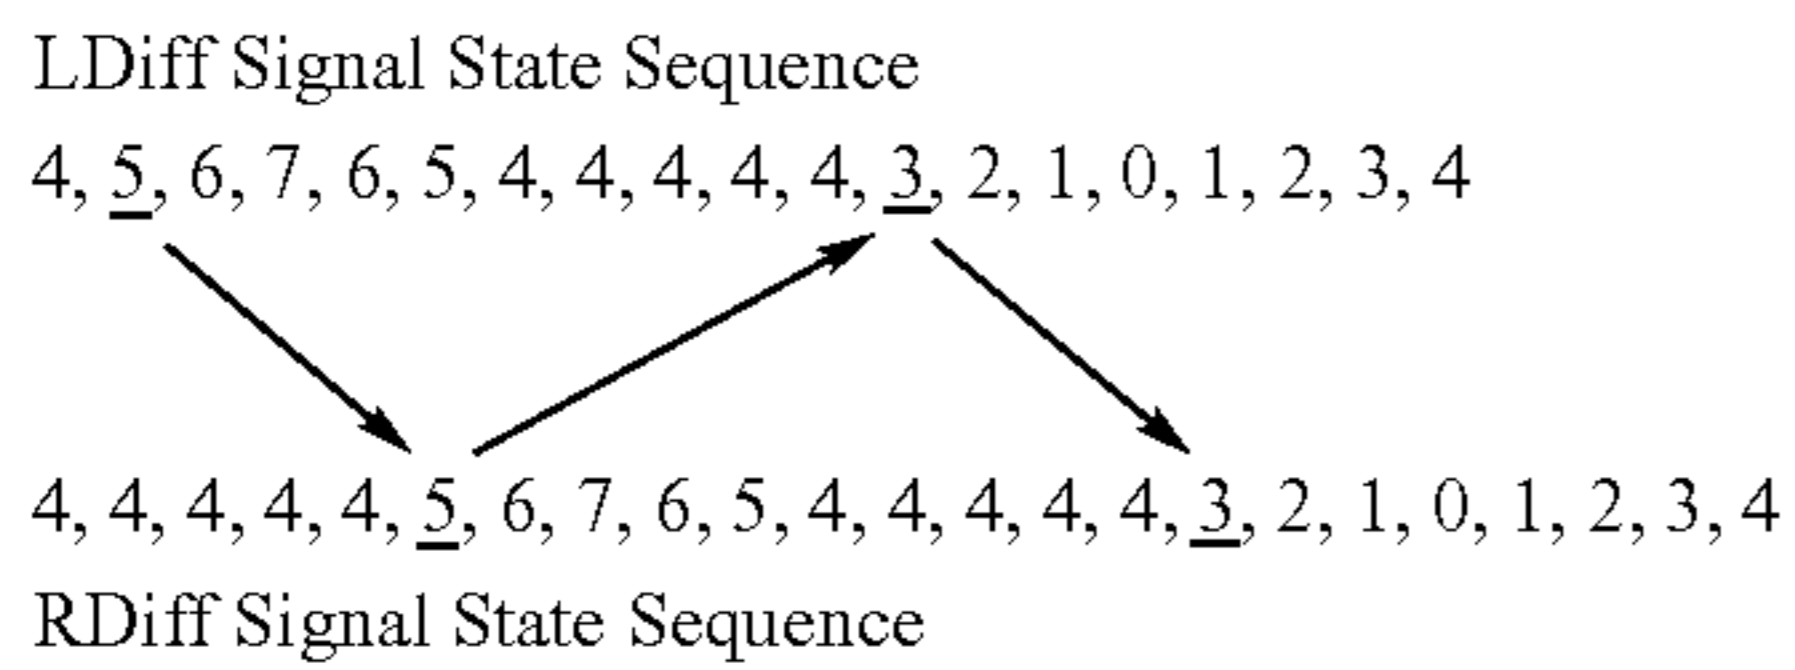 LDiff Signal State Sequence
4, 5, 6, 7, 6, 5, 4, 4, 4, 4, 4, 3, 2, 1, 0, 1, 2, 3, 4
4, 4, 4, 4, 4, 5, 6, 7, 6, 5, 4, 4, 4, 4, 4, 3, 2, 1, 0, 1, 2, 3, 4
RDiff Signal State Sequence